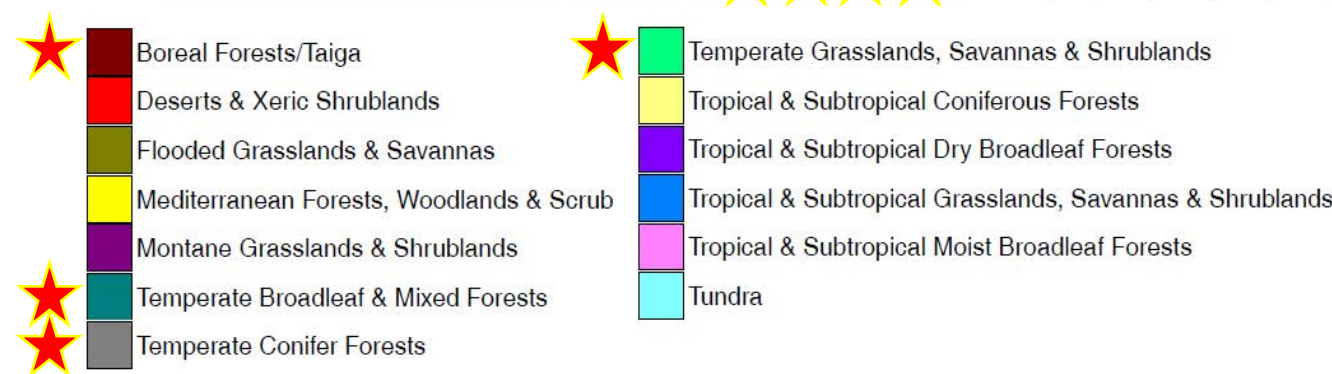 Boreal Forests/Taiga
Deserts & Xeric Shrublands
Flooded Grasslands & Savannas
Mediterranean Forests, Woodlands & Scrub
Montane Grasslands & Shrublands
Temperate Broadleaf & Mixed Forests
Temperate Conifer Forests
Temperate Grasslands, Savannas & Shrublands
Tropical & Subtropical Coniferous Forests
Tropical & Subtropical Dry Broadleaf Forests
Tropical & Subtropical Grasslands, Savannas & Shrublands
Tropical & Subtropical Moist Broadleaf Forests
Tundra